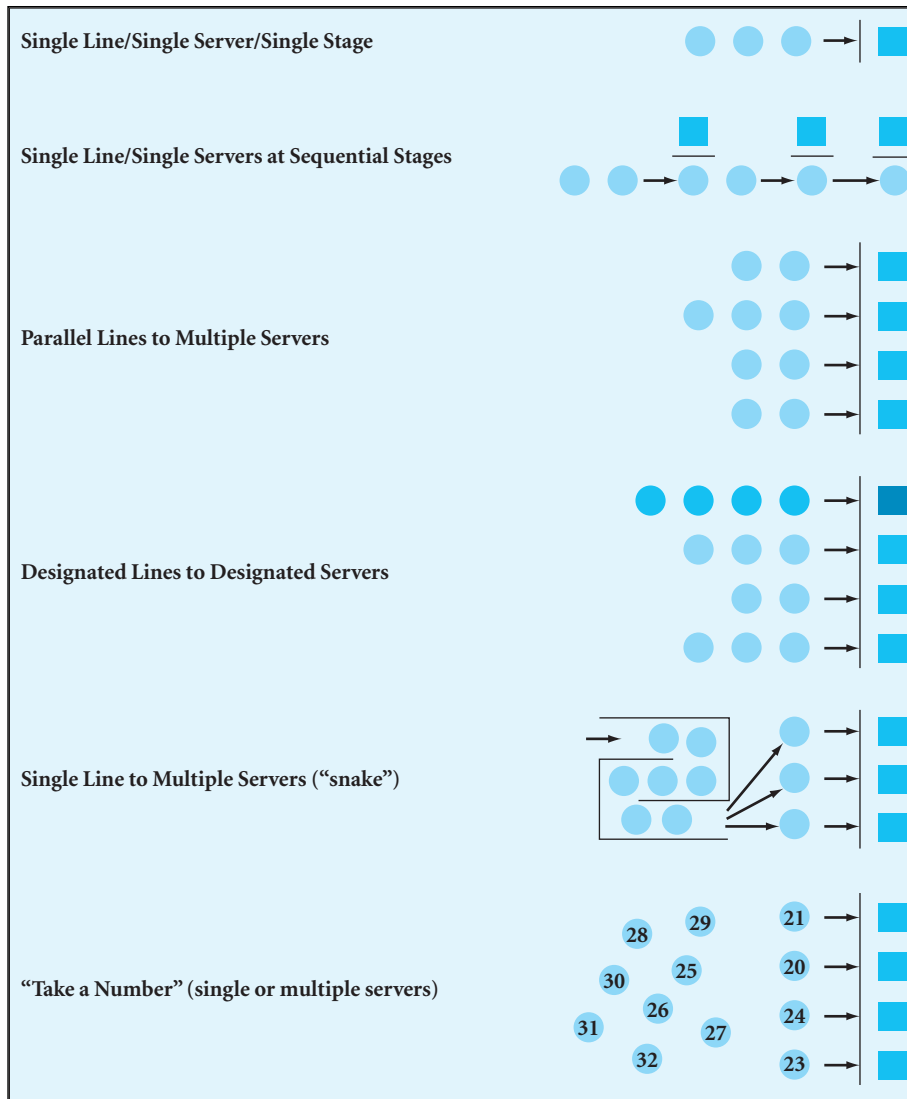 Single Line/Single Server/Single Stage
Single Line/Single Servers at Sequential Stages
Parallel Lines to Multiple Servers
Designated Lines to Designated Servers
Single Line to Multiple Servers (“snake”)
“Take a Number” (single or multiple servers)
21
29
28
20
25
30
26
24
31
27
32
23